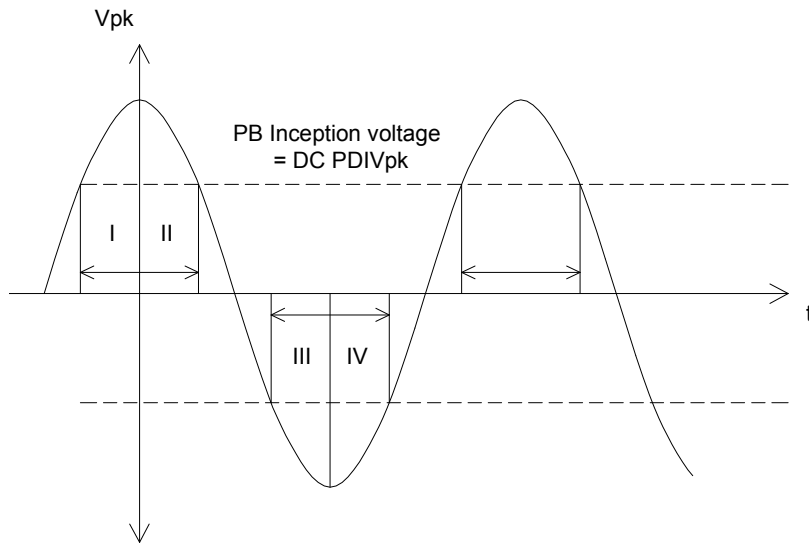 Vpk
PB Inception voltage
= DC PDIVpk
I
II
t
III
IV